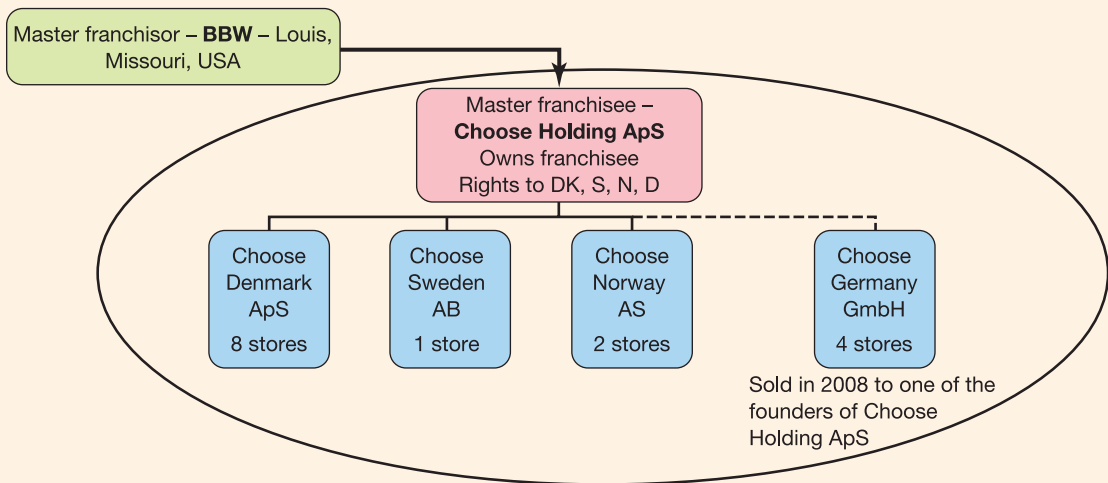 Master franchisor – BBW – Louis,
Missouri, USA
Master franchisee –
Choose Holding ApS
Owns franchisee
Rights to DK, S, N, D
Choose
Denmark
ApS
8 stores
Choose
Sweden
AB
1 store
Choose
Norway
AS
2 stores
Choose
Germany
GmbH
4 stores
Sold in 2008 to one of the
founders of Choose
Holding ApS